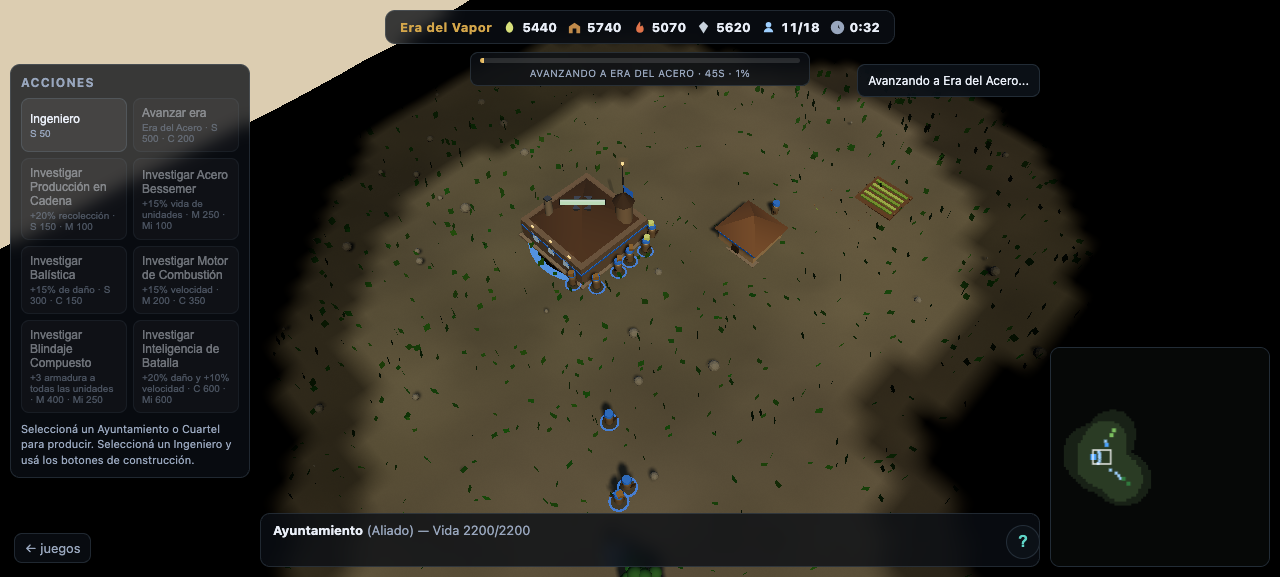 Era del Vapor 5440 5740 5070 5620 11/18 0:32
AVANZANDO A ERA DEL ACERO · 45S · 1%
Avanzando a Era del Acero...
ACCIONES
Ingeniero
S 50
Avanzar era
Era del Acero · S
500 · C 200
Investigar
Producción en
Cadena
+20% recolección ·
S 150 · M 100
Investigar Acero
Bessemer
+15% vida de
unidades · M 250 ·
Mi 100
Investigar
Balística
+15% de daño · S
300 · C 150
Investigar Motor
de Combustión
+15% velocidad ·
M 200 · C 350
Investigar
Blindaje
Compuesto
+3 armadura a
todas las unidades
· M 400 · Mi 250
Investigar
Inteligencia de
Batalla
+20% daño y +10%
velocidad · C 600 ·
Mi 600
Seleccioná un Ayuntamiento o Cuartel
para producir. Seleccioná un Ingeniero y
usá los botones de construcción.
← juegos
Ayuntamiento (Aliado) — Vida 2200/2200
?